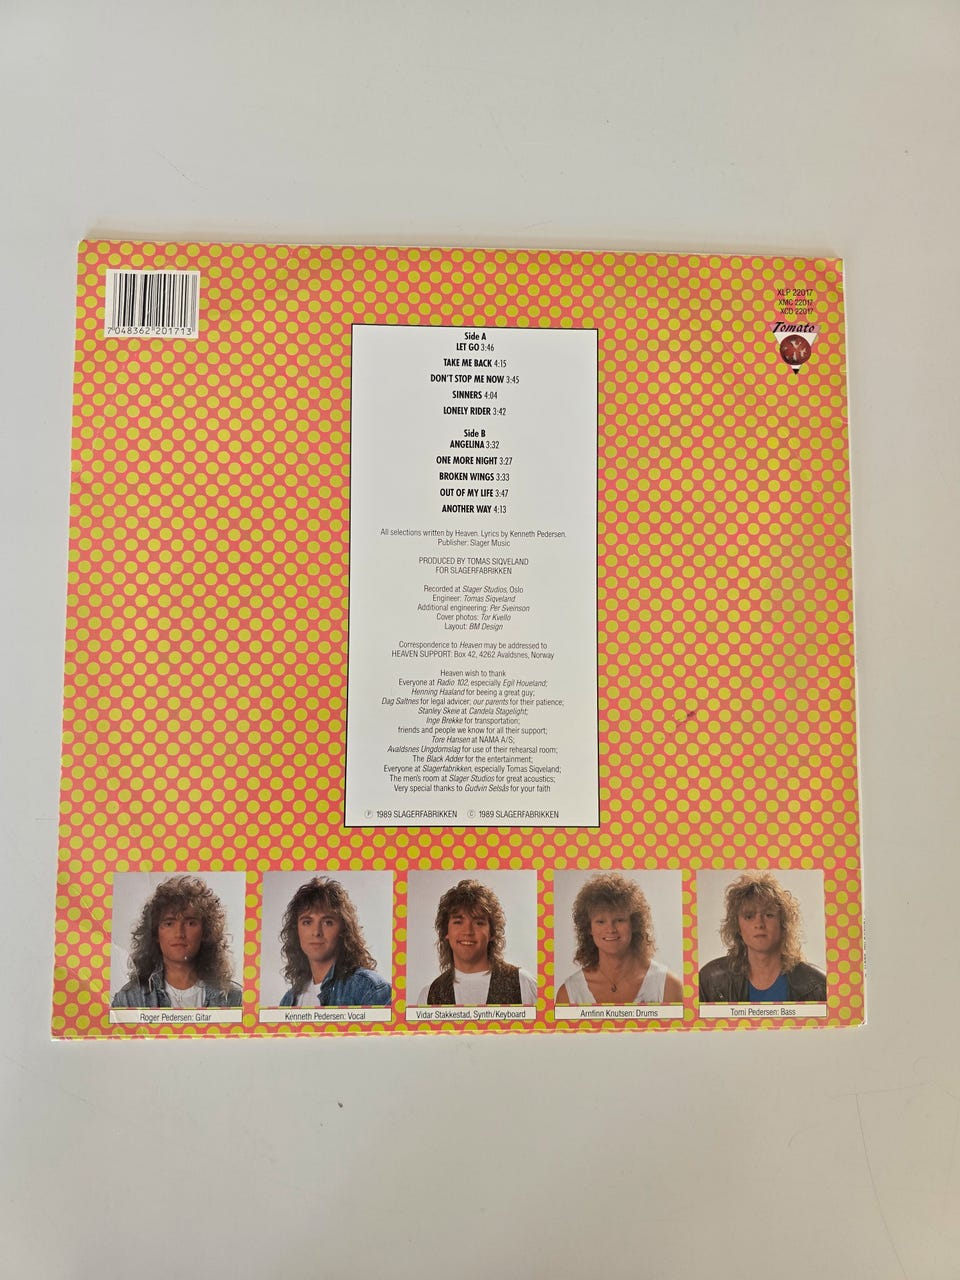 7 048362 201713
XLP 22017
XMC 22017
XCD 22017
Tomato
Side A
LET GO 3:46
TAKE ME BACK 4:15
DON'T STOP ME NOW 3:45
SINNERS 4:04
LONELY RIDER 3:42
Side B
ANGELINA 3:32
ONE MORE NIGHT 3:27
BROKEN WINGS 3:33
OUT OF MY LIFE 3:47
ANOTHER WAY 4:13
All selections written by Heaven. Lyrics by Kenneth Pedersen.
Publisher: Slager Music
PRODUCED BY TOMAS SIQVELAND
FOR SLAGERFABRIKKEN
Recorded at Slager Studios, Oslo
Engineer: Tomas Siqveland
Additional engineering: Per Sveinson
Cover photos: Tor Kvello
Layout: BM Design
Correspondence to Heaven may be addressed to
HEAVEN SUPPORT: Box 42, 4262 Avaldsnes, Norway
Heaven wish to thank
Everyone at Radio 102, especially Egil Houeland;
Henning Haaland for beeing a great guy;
Dag Saltnes for legal advicer; our parents for their patience;
Stanley Skeie at Candela Stagelight;
Inge Brekke for transportation;
friends and people we know for all their support;
Tore Hansen at NAMA A/S;
Avaldsnes Ungdomslag for use of their rehearsal room;
The Black Adder for the entertainment;
Everyone at Slagerfabrikken, especially Tomas Siqveland;
The men's room at Slager Studios for great acoustics;
Very special thanks to Gudvin Selsås for your faith
Ⓟ 1989 SLAGERFABRIKKEN © 1989 SLAGERFABRIKKEN
Roger Pedersen: Gitar
Kenneth Pedersen: Vocal
Vidar Stakkestad, Synth/Keyboard
Arnfinn Knutsen: Drums
Tomi Pedersen: Bass